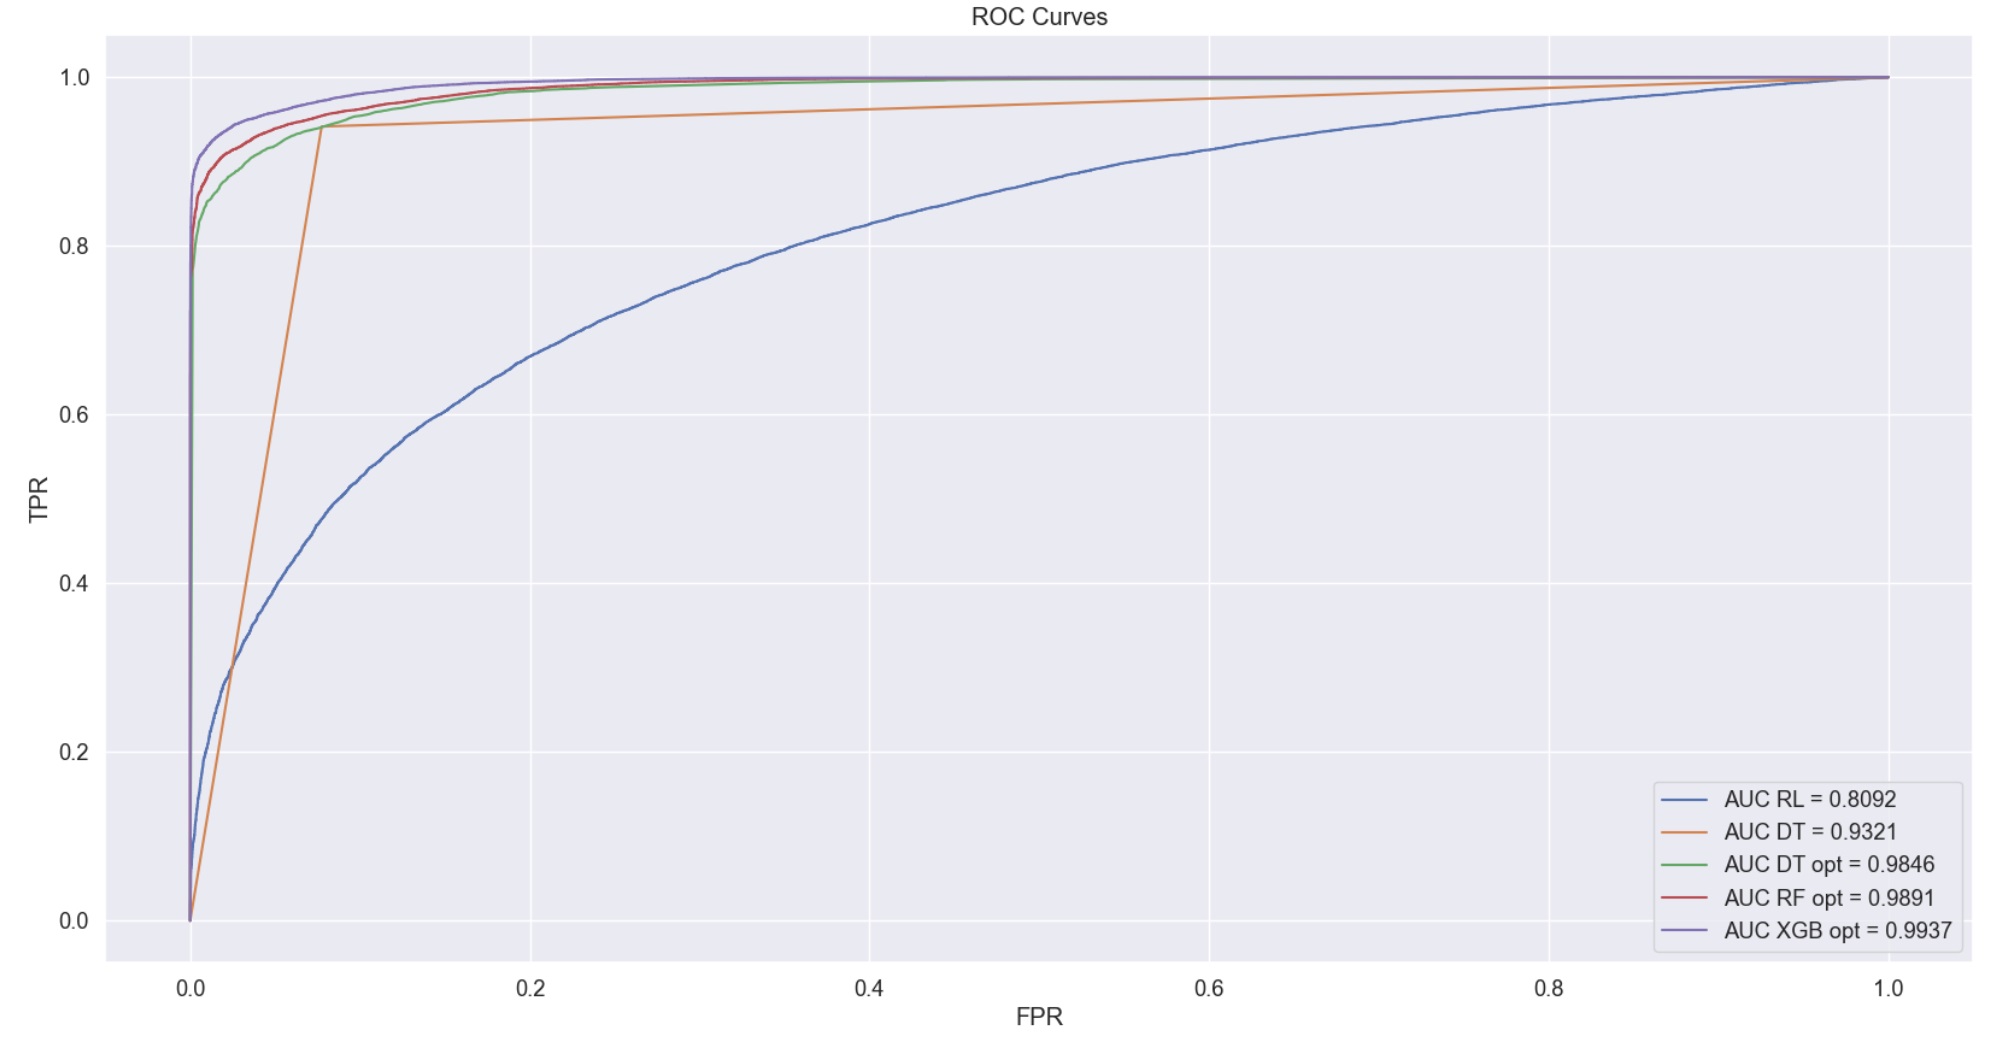 ROC Curves
1.0
0.8
0.6
0.4
0.2
0.0
TPR
0.0 0.2 0.4 0.6 0.8 1.0
FPR
AUC RL = 0.8092
AUC DT = 0.9321
AUC DT opt = 0.9846
AUC RF opt = 0.9891
AUC XGB opt = 0.9937